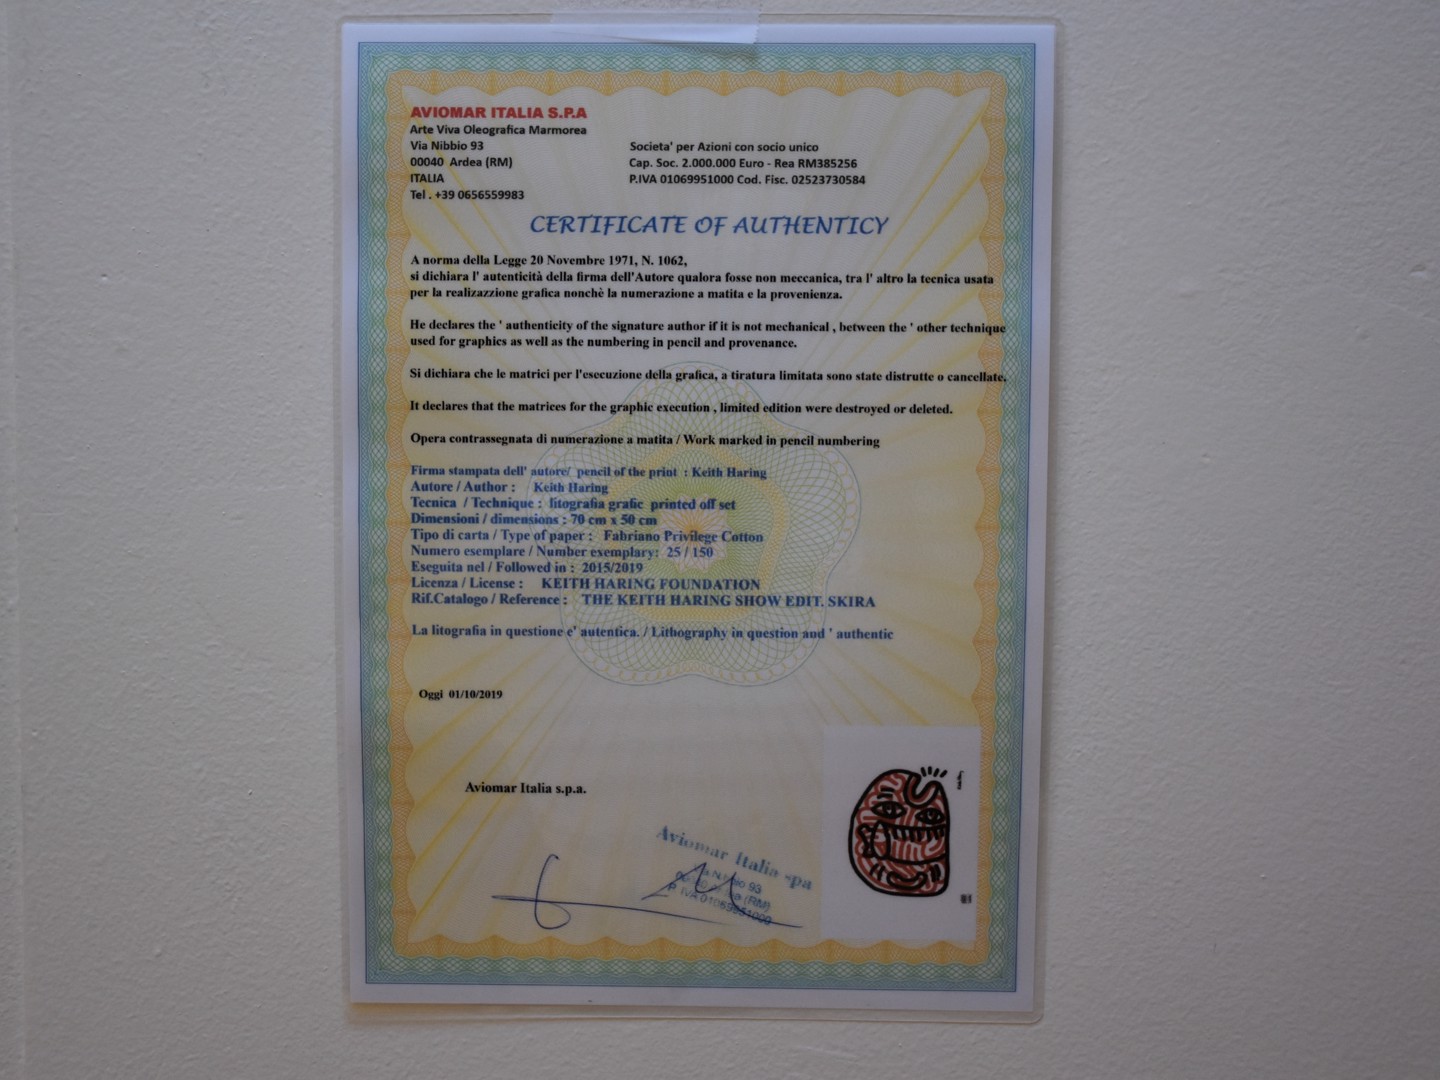 AVIOMAR ITALIA S.P.A
Arte Viva Oleografica Marmorea
Via Nibbio 93
00040 Ardea (RM)
ITALIA
Tel . +39 0656559983
Societa' per Azioni con socio unico
Cap. Soc. 2.000.000 Euro - Rea RM385256
P.IVA 01069951000 Cod. Fisc. 02523730584
CERTIFICATE OF AUTHENTICY
A norma della Legge 20 Novembre 1971, N. 1062,
si dichiara l' autenticità della firma dell'Autore qualora fosse non meccanica, tra l' altro la tecnica usata
per la realizazzione grafica nonchè la numerazione a matita e la provenienza.
He declares the ' authenticity of the signature author if it is not mechanical , between the ' other technique
used for graphics as well as the numbering in pencil and provenance.
Si dichiara che le matrici per l'esecuzione della grafica, a tiratura limitata sono state distrutte o cancellate.
It declares that the matrices for the graphic execution , limited edition were destroyed or deleted.
Opera contrassegnata di numerazione a matita / Work marked in pencil numbering
Firma stampata dell' autore/ pencil of the print : Keith Haring
Autore / Author : Keith Haring
Tecnica / Technique : litografia grafic printed off set
Dimensioni / dimensions : 70 cm x 50 cm
Tipo di carta / Type of paper : Fabriano Privilege Cotton
Numero esemplare / Number exemplary: 25 / 150
Eseguita nel / Followed in : 2015/2019
Licenza / License : KEITH HARING FOUNDATION
Rif.Catalogo / Reference : THE KEITH HARING SHOW EDIT. SKIRA
La litografia in questione e' autentica. / Lithography in question and ' authentic
Oggi 01/10/2019
Aviomar Italia s.p.a.
Aviomar Italia spa
Via Nibbio 93
00040 Ardea (RM)
P. IVA 01069951000